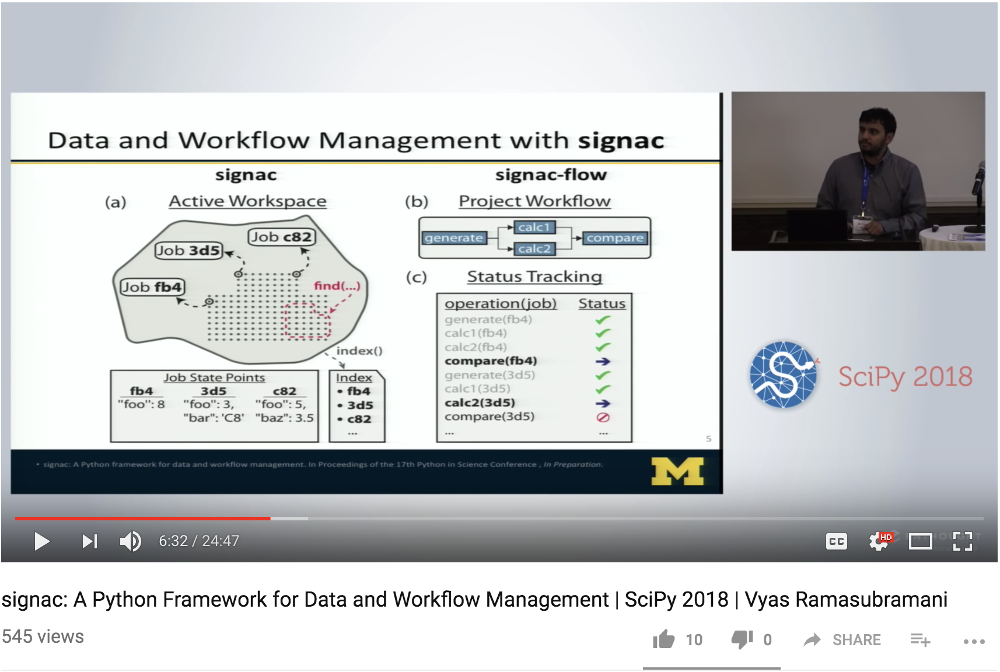 Data and Workflow Management with signac
signac
signac-flow
(a) Active Workspace
Job c82
Job 3d5
Job fb4
find(...)
index()
Job State Points
fb4 3d5 c82
"foo": 8 "foo": 3, "foo": 5,
"bar": 'C8' "baz": 3.5
Index
• fb4
• 3d5
• c82
...
(b) Project Workflow
generate
calc1
calc2
compare
(c) Status Tracking
operation(job) Status
generate(fb4)
calc1(fb4)
calc2(fb4)
compare(fb4)
generate(3d5)
calc1(3d5)
calc2(3d5)
compare(3d5)
... ...
5
• signac: A Python framework for data and workflow management. In Proceedings of the 17th Python in Science Conference , In Preparation.
M
SciPy 2018
6:32 / 24:47
CC
HD
signac: A Python Framework for Data and Workflow Management | SciPy 2018 | Vyas Ramasubramani
545 views
10
0
SHARE